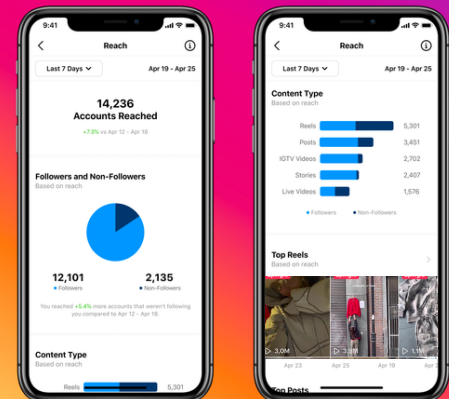 9:41
Reach
Last 7 Days
Apr 19 - Apr 25
14,236
Accounts Reached
+7.3% vs Apr 12 - Apr 18
Followers and Non-Followers
Based on reach
12,101
Followers
2,135
Non-Followers
You reached +5.4% more accounts that weren't following
you compared to Apr 12 - Apr 18.
Content Type
Based on reach
Reels 5,301
9:41
Reach
Last 7 Days
Apr 19 - Apr 25
Content Type
Based on reach
Reels 5,301
Posts 3,451
IGTV Videos 2,702
Stories 2,407
Live Videos 1,576
Followers Non-Followers
Top Reels
Based on reach
3.0M 1.1M
Apr 23 Apr 25 Apr 19 Apr
Top Posts